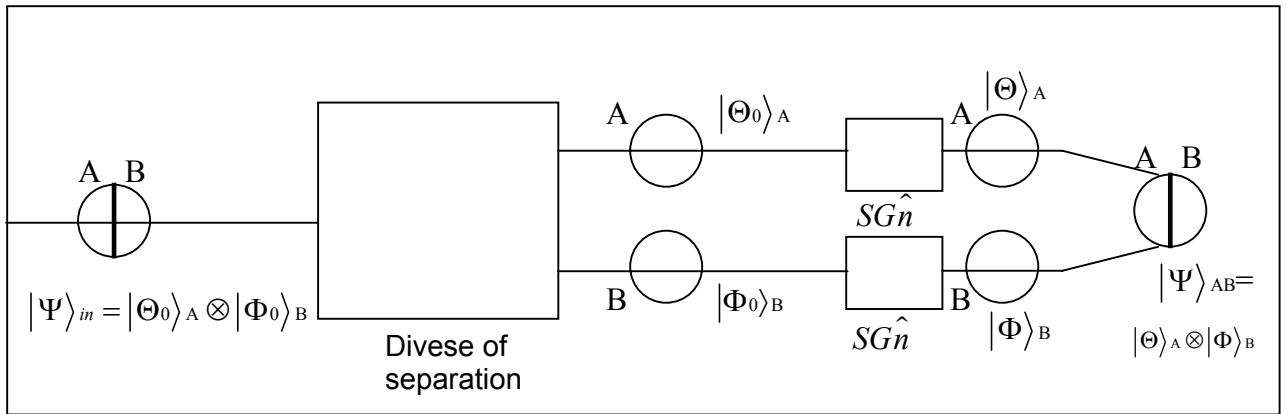 A B
|Ψ⟩in = |Θ0⟩A ⊗ |Φ0⟩B
Divese of
separation
A
|Θ0⟩A
B
|Φ0⟩B
SGn̂
SGn̂
A
|Θ⟩A
B
|Φ⟩B
A B
|Ψ⟩AB=
|Θ⟩A ⊗|Φ⟩B